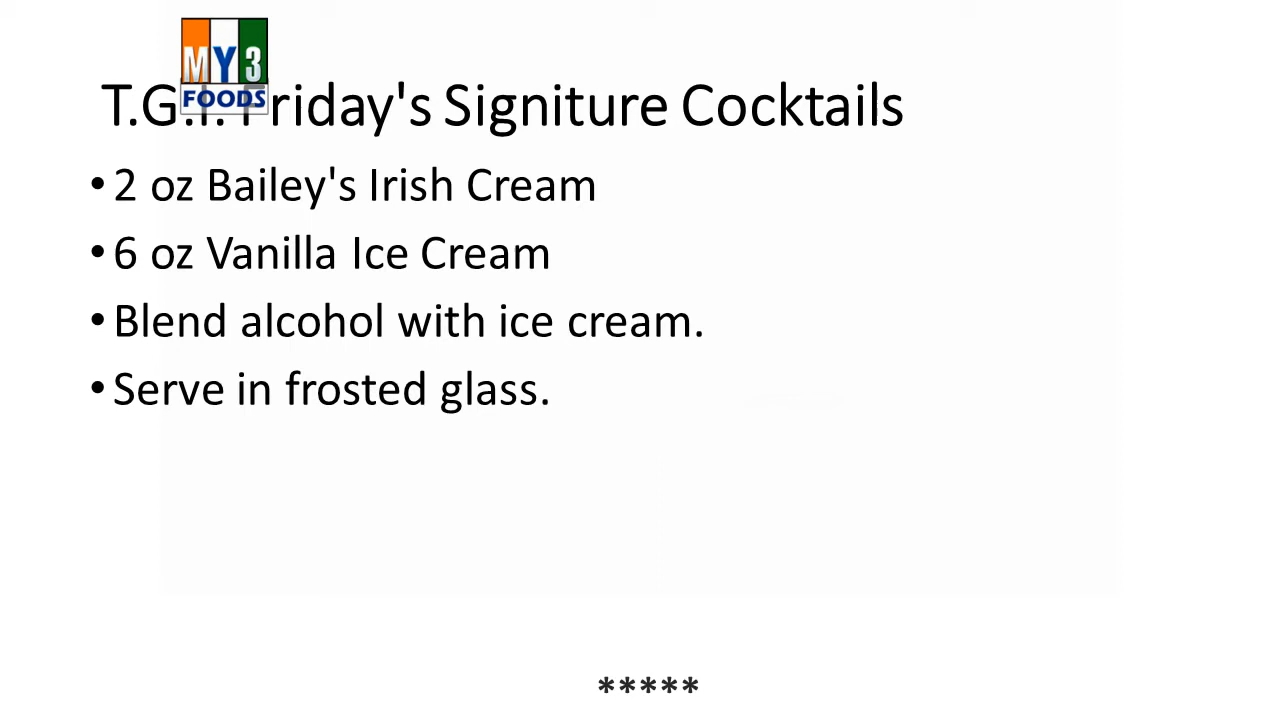 MY3
FOODS
T.G.I. Friday's Signiture Cocktails
• 2 oz Bailey's Irish Cream
• 6 oz Vanilla Ice Cream
• Blend alcohol with ice cream.
• Serve in frosted glass.
*****